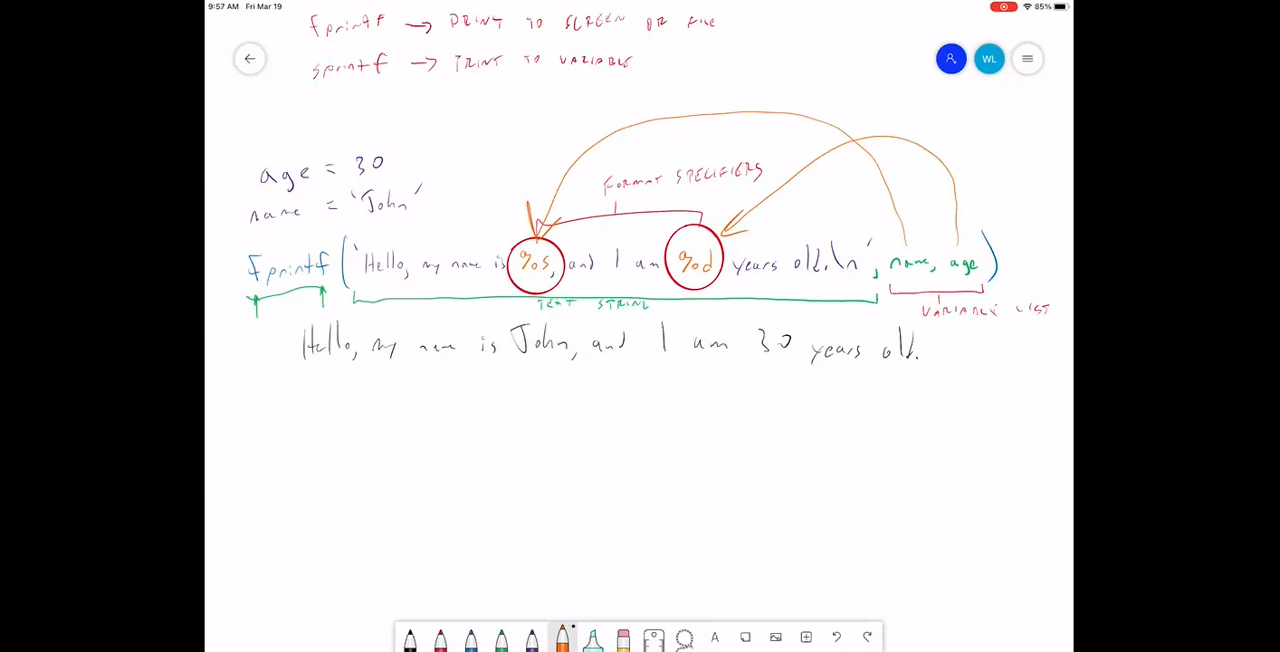 9:57 AM Fri Mar 19
85%
fprintf → PRINT TO SCREEN OR FILE
sprintf → PRINT TO VARIABLE
WL
age = 30
name = 'John'
FORMAT SPECIFIERS
fprintf('Hello, my name is %s, and I am %d years old.\n', name, age)
TEXT STRING
VARIABLE LIST
Hello, my name is John, and I am 30 years old.
A